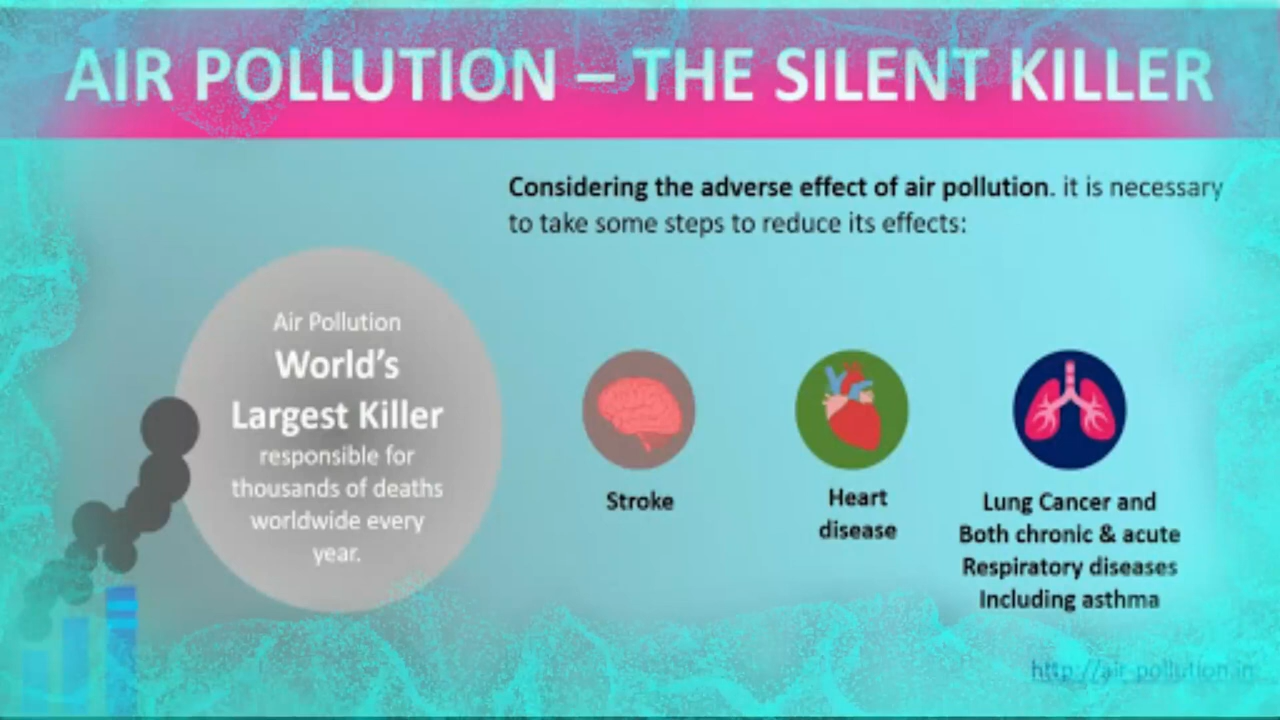 AIR POLLUTION – THE SILENT KILLER
Considering the adverse effect of air pollution. it is necessary
to take some steps to reduce its effects:
Air Pollution
World's
Largest Killer
responsible for
thousands of deaths
worldwide every
year.
Stroke
Heart
disease
Lung Cancer and
Both chronic & acute
Respiratory diseases
Including asthma
http://air-pollution.in